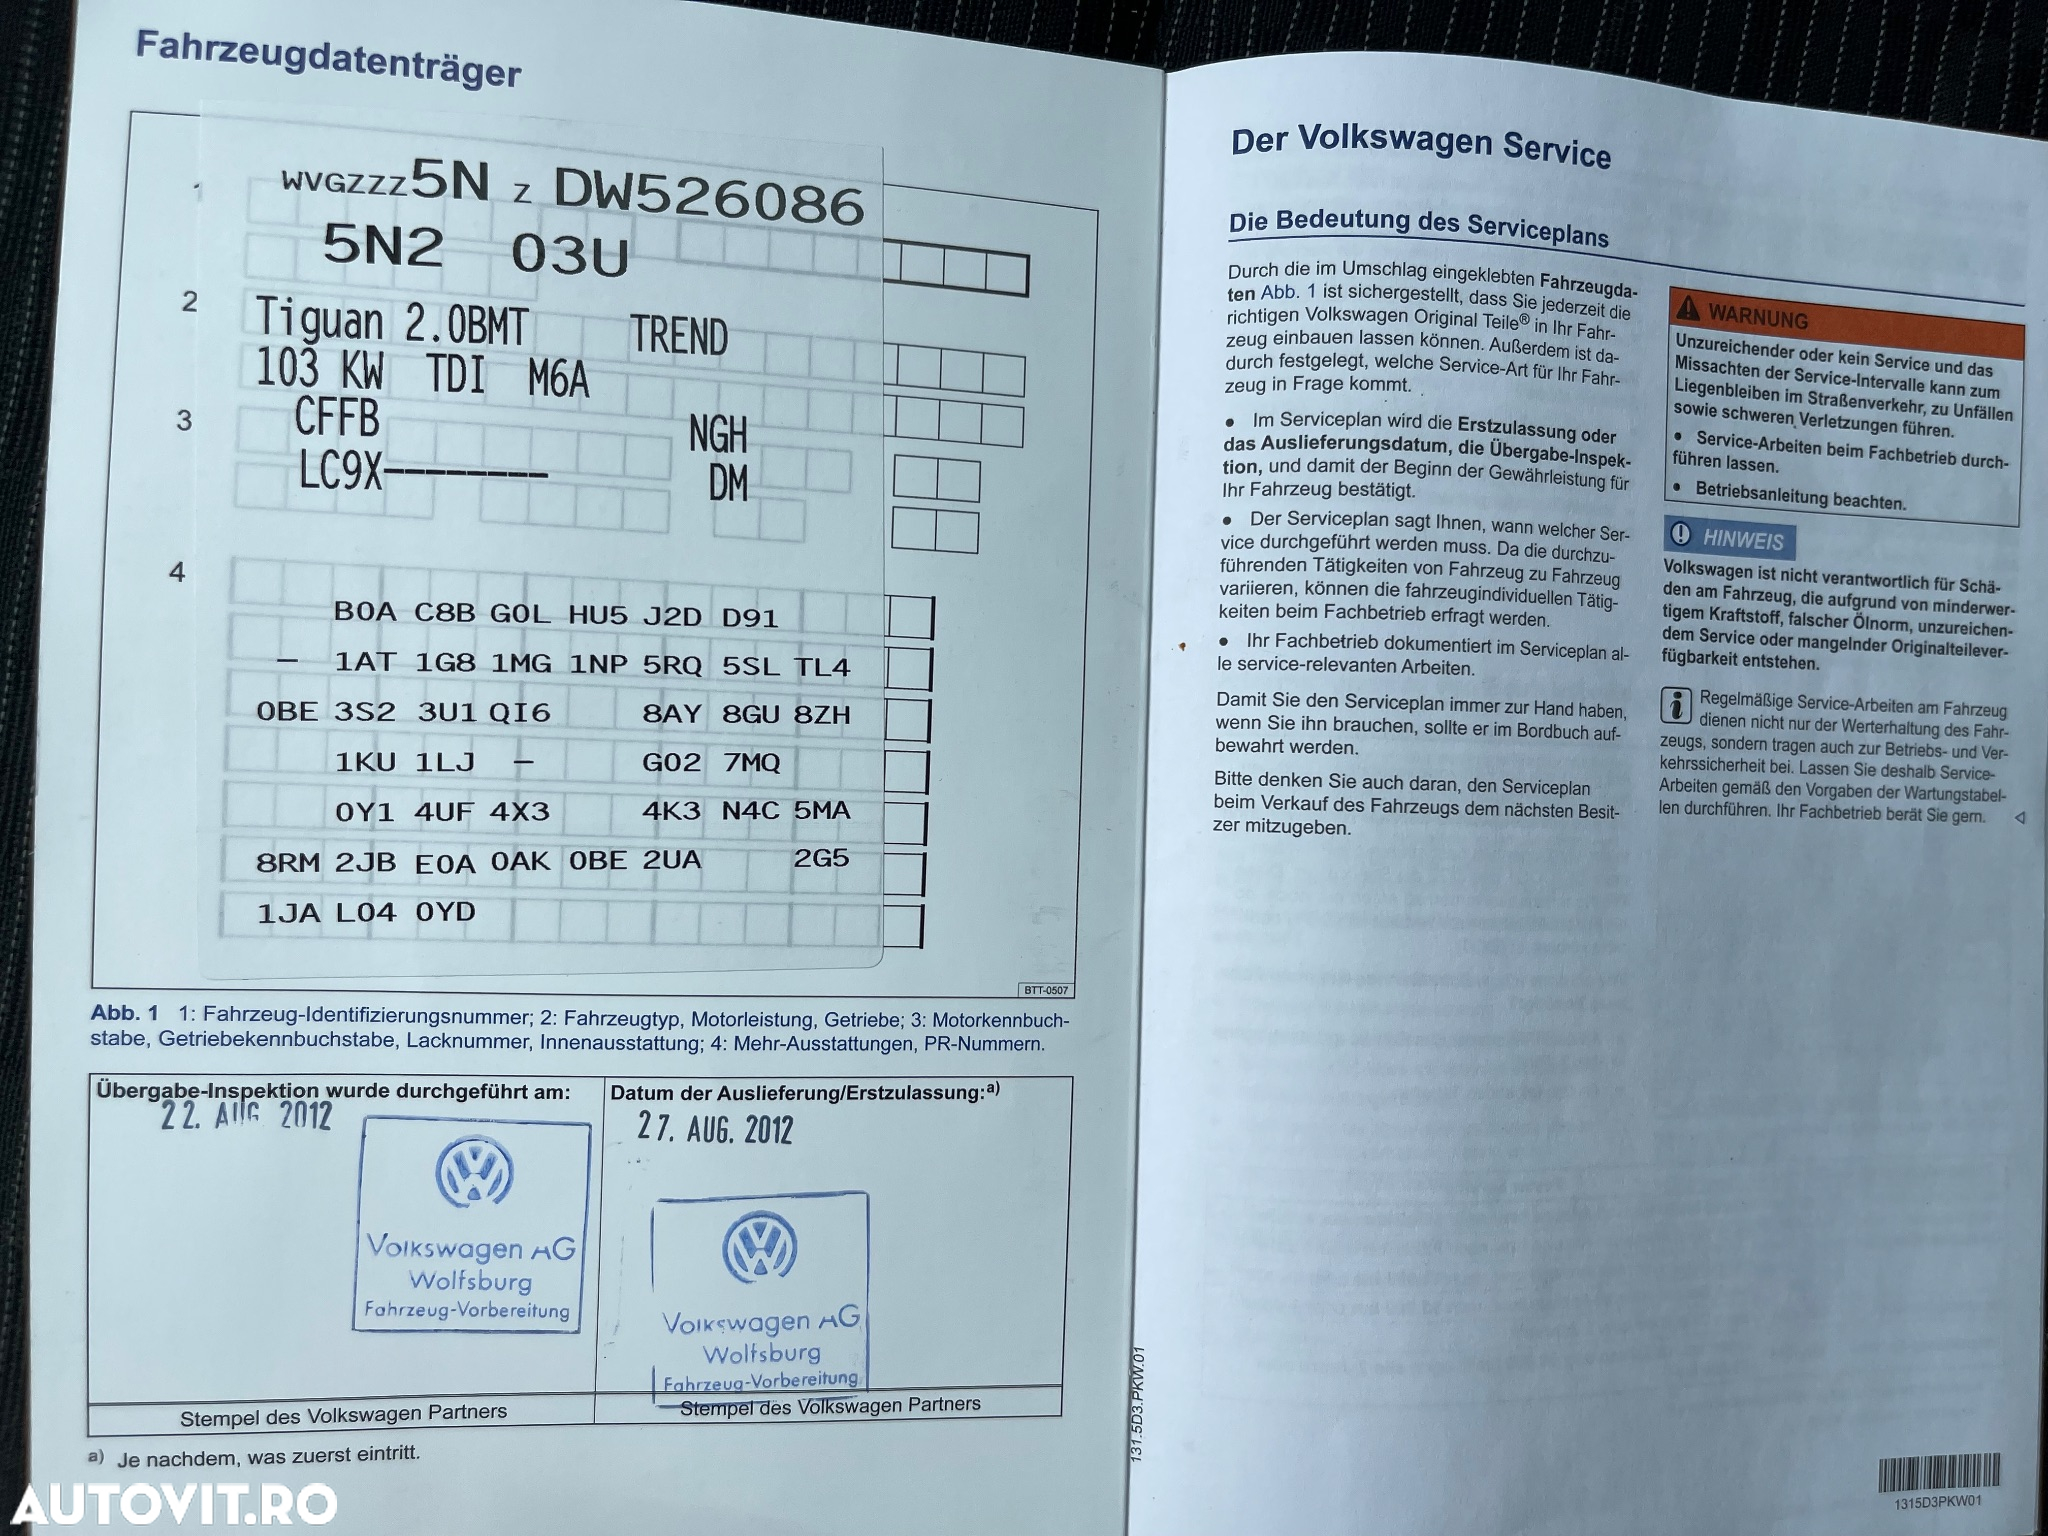 Fahrzeugdatenträger
1
WVGZZZ5N Z DW526086
5N2 03U
2
Tiguan 2.0BMT TREND
103 KW TDI M6A
3
CFFB NGH
LC9X-------- DM
4
B0A C8B G0L HU5 J2D D91
- 1AT 1G8 1MG 1NP 5RQ 5SL TL4
0BE 3S2 3U1 QI6 8AY 8GU 8ZH
1KU 1LJ - G02 7MQ
0Y1 4UF 4X3 4K3 N4C 5MA
8RM 2JB E0A 0AK 0BE 2UA 2G5
1JA L04 0YD
BTT-0507
Abb. 1 1: Fahrzeug-Identifizierungsnummer; 2: Fahrzeugtyp, Motorleistung, Getriebe; 3: Motorkennbuch-
stabe, Getriebekennbuchstabe, Lacknummer, Innenausstattung; 4: Mehr-Ausstattungen, PR-Nummern.
Übergabe-Inspektion wurde durchgeführt am:
22. AUG. 2012
Volkswagen AG
Wolfsburg
Fahrzeug-Vorbereitung
Stempel des Volkswagen Partners
Datum der Auslieferung/Erstzulassung:a)
27. AUG. 2012
Volkswagen AG
Wolfsburg
Fahrzeug-Vorbereitung
Stempel des Volkswagen Partners
a) Je nachdem, was zuerst eintritt.
AUTOVIT.RO
131.5D3.PKW.01
Der Volkswagen Service
Die Bedeutung des Serviceplans
Durch die im Umschlag eingeklebten Fahrzeugda-
ten Abb. 1 ist sichergestellt, dass Sie jederzeit die
richtigen Volkswagen Original Teile® in Ihr Fahr-
zeug einbauen lassen können. Außerdem ist da-
durch festgelegt, welche Service-Art für Ihr Fahr-
zeug in Frage kommt.
● Im Serviceplan wird die Erstzulassung oder
das Auslieferungsdatum, die Übergabe-Inspek-
tion, und damit der Beginn der Gewährleistung für
Ihr Fahrzeug bestätigt.
● Der Serviceplan sagt Ihnen, wann welcher Ser-
vice durchgeführt werden muss. Da die durchzu-
führenden Tätigkeiten von Fahrzeug zu Fahrzeug
variieren, können die fahrzeugindividuellen Tätig-
keiten beim Fachbetrieb erfragt werden.
● Ihr Fachbetrieb dokumentiert im Serviceplan al-
le service-relevanten Arbeiten.
Damit Sie den Serviceplan immer zur Hand haben,
wenn Sie ihn brauchen, sollte er im Bordbuch auf-
bewahrt werden.
Bitte denken Sie auch daran, den Serviceplan
beim Verkauf des Fahrzeugs dem nächsten Besit-
zer mitzugeben.
WARNUNG
Unzureichender oder kein Service und das
Missachten der Service-Intervalle kann zum
Liegenbleiben im Straßenverkehr, zu Unfällen
sowie schweren Verletzungen führen.
● Service-Arbeiten beim Fachbetrieb durch-
führen lassen.
● Betriebsanleitung beachten.
HINWEIS
Volkswagen ist nicht verantwortlich für Schä-
den am Fahrzeug, die aufgrund von minderwer-
tigem Kraftstoff, falscher Ölnorm, unzureichen-
dem Service oder mangelnder Originalteilever-
fügbarkeit entstehen.
i Regelmäßige Service-Arbeiten am Fahrzeug
dienen nicht nur der Werterhaltung des Fahr-
zeugs, sondern tragen auch zur Betriebs- und Ver-
kehrssicherheit bei. Lassen Sie deshalb Service-
Arbeiten gemäß den Vorgaben der Wartungstabel-
len durchführen. Ihr Fachbetrieb berät Sie gern.
1315D3PKW01